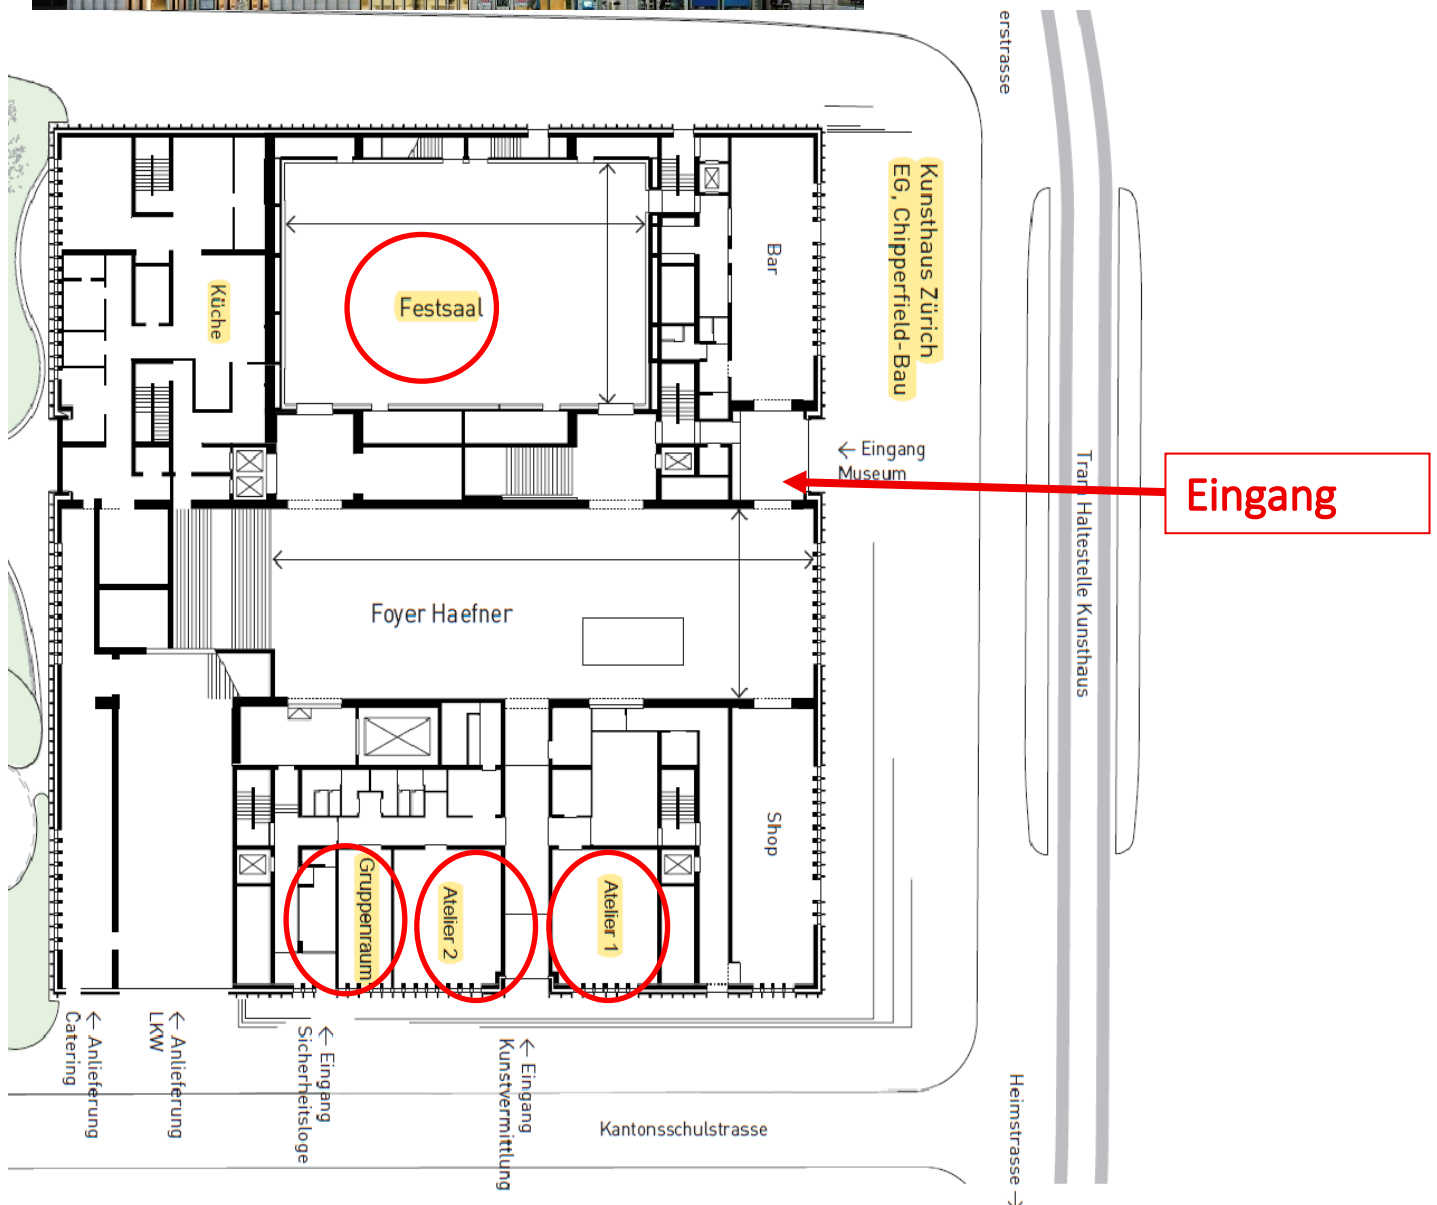 erstrasse
Kunsthaus Zürich
EG, Chipperfield-Bau
Bar
Küche
Festsaal
← Eingang
Museum
Eingang
Tram Haltestelle Kunsthaus
Foyer Haefner
Shop
Gruppenraum
Atelier 2
Atelier 1
← Anlieferung
Catering
← Anlieferung
LKW
← Eingang
Sicherheitsloge
← Eingang
Kunstvermittlung
Kantonsschulstrasse
Heimstrasse →